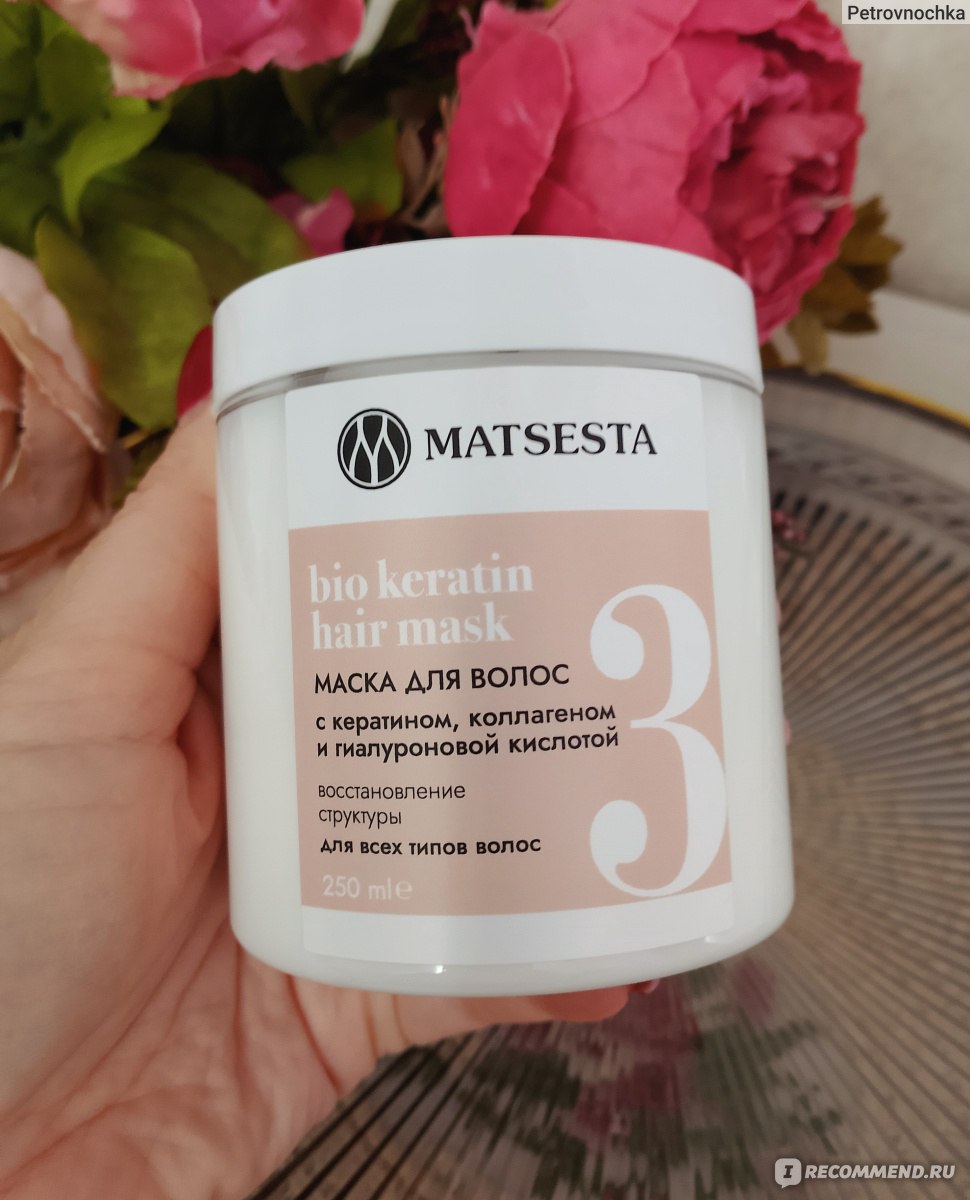 Petrovnochka
MATSESTA
bio keratin
hair mask
3
МАСКА ДЛЯ ВОЛОС
с кератином, коллагеном
и гиалуроновой кислотой
восстановление
структуры
для всех типов волос
250 ml℮
IRECOMMEND.RU